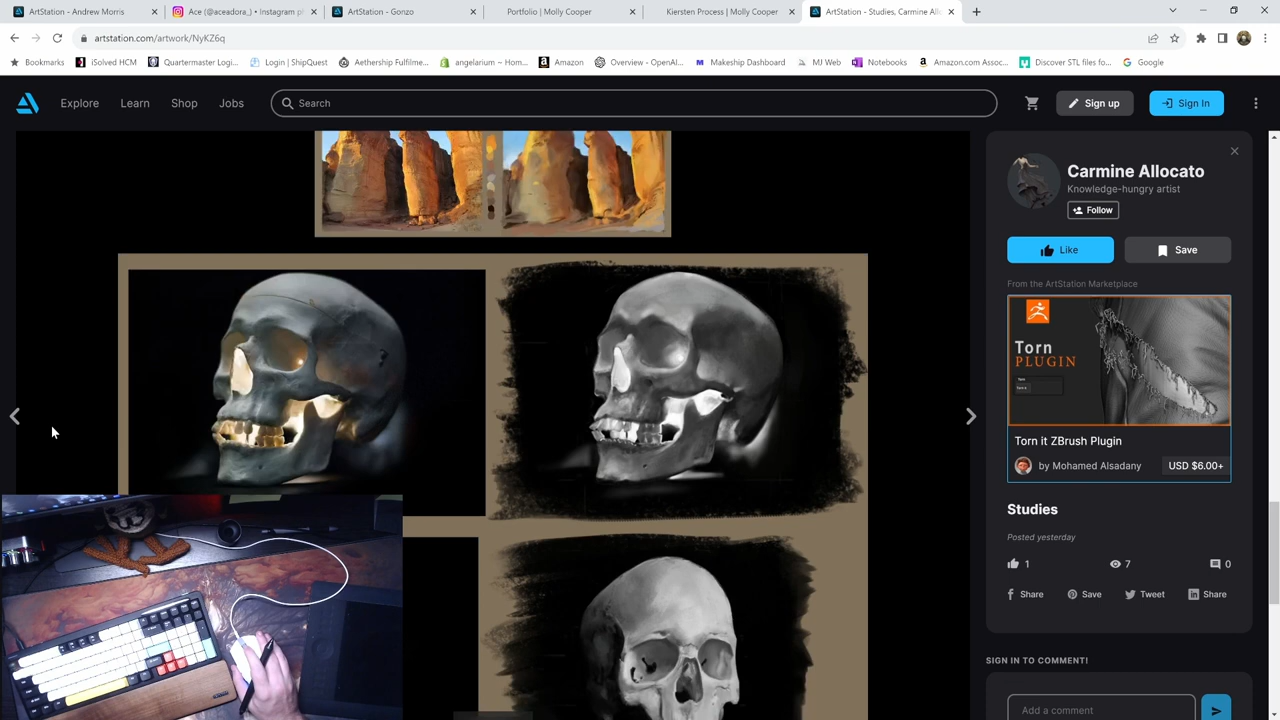 ArtStation - Andrew Morris
Ace (@aceadora_) • Instagram ph
ArtStation - Gonzo
Portfolio | Molly Cooper
Kiersten Process | Molly Cooper
ArtStation - Studies, Carmine All
artstation.com/artwork/NyKZ6q
Bookmarks
iSolved HCM
Quartermaster Logi...
Login | ShipQuest
Aethership Fulfilme...
angelarium – Hom...
Amazon
Overview - OpenAI...
Makeship Dashboard
MJ Web
Notebooks
Amazon.com Assoc...
Discover STL files fo...
Google
Explore
Learn
Shop
Jobs
Search
Sign up
Sign In
Carmine Allocato
Knowledge-hungry artist
Follow
Like
Save
From the ArtStation Marketplace
Torn
PLUGIN
Torn it ZBrush Plugin
by Mohamed Alsadany
USD $6.00+
Studies
Posted yesterday
1
7
0
Share
Save
Tweet
Share
SIGN IN TO COMMENT!
Add a comment